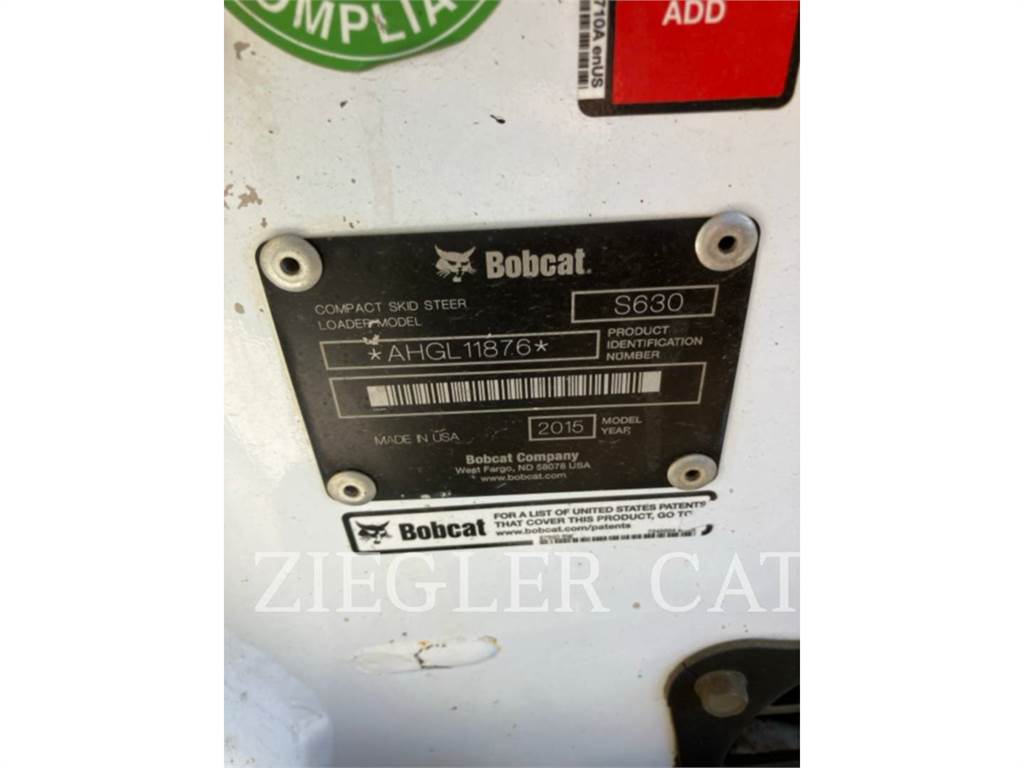 COMPLIA
ADD
710A enUS
Bobcat.
COMPACT SKID STEER
LOADER MODEL
S630
*AHGL11876*
PRODUCT
IDENTIFICATION
NUMBER
MADE IN USA
2015
MODEL
YEAR
Bobcat Company
West Fargo, ND 58078 USA
www.bobcat.com
Bobcat
FOR A LIST OF UNITED STATES PATENTS
THAT COVER THIS PRODUCT, GO TO
www.bobcat.com/patents
ZIEGLER CAT